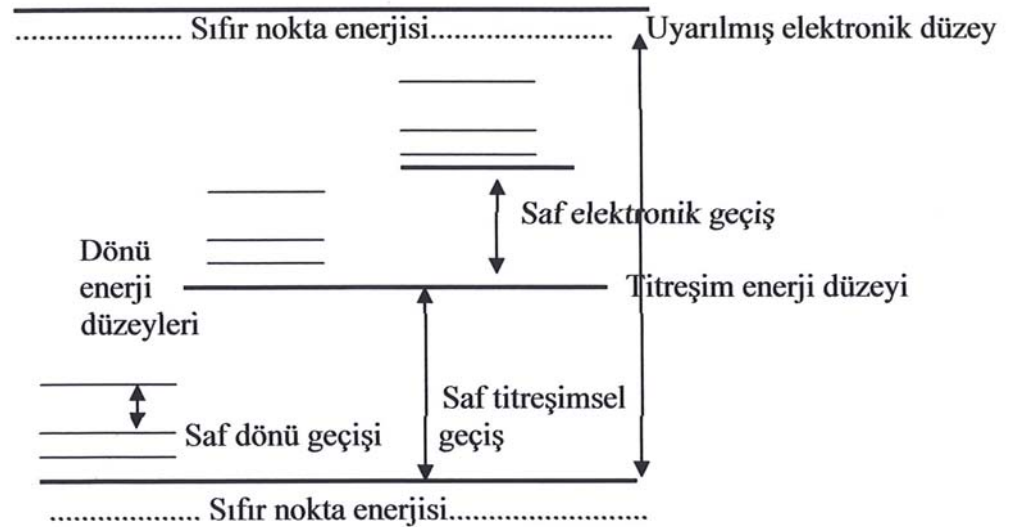 .................. Sıfır nokta enerjisi....................... Uyarılmış elektronik düzey
Saf elektronik geçiş
Dönü
enerji
düzeyleri
Titreşim enerji düzeyi
Saf titreşimsel
geçiş
Saf dönü geçişi
................... Sıfır nokta enerjisi.........................